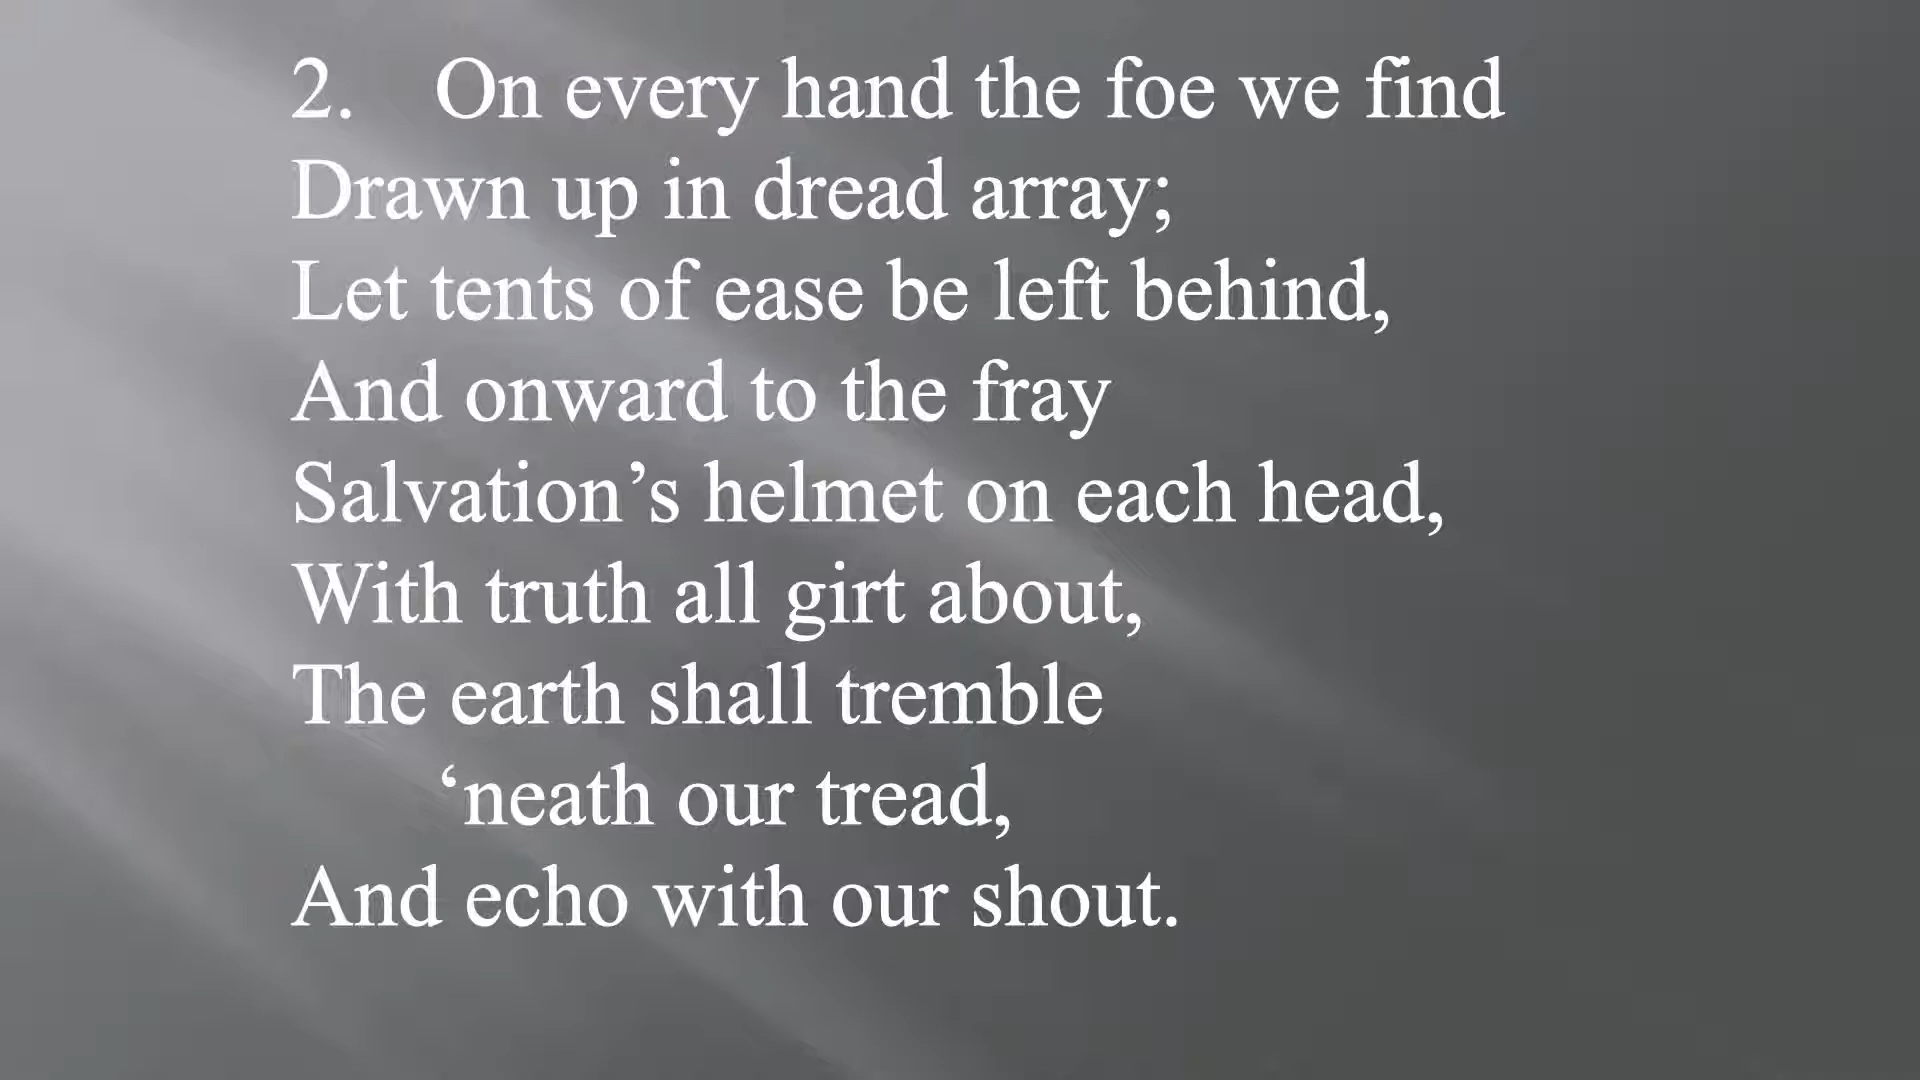 2. On every hand the foe we find
Drawn up in dread array;
Let tents of ease be left behind,
And onward to the fray
Salvation’s helmet on each head,
With truth all girt about,
The earth shall tremble
‘neath our tread,
And echo with our shout.